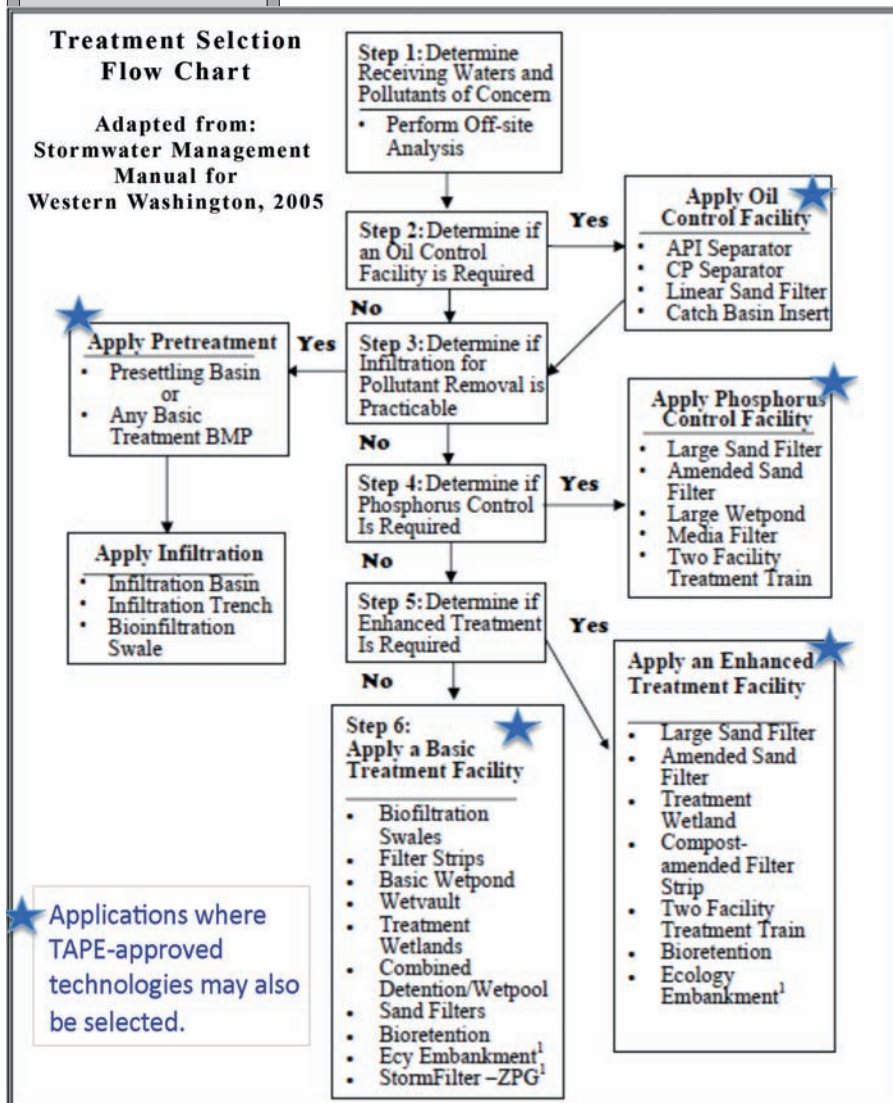 Treatment Selction
Flow Chart
Adapted from:
Stormwater Management
Manual for
Western Washington, 2005
Step 1: Determine
Receiving Waters and
Pollutants of Concern
• Perform Off-site
Analysis
Step 2: Determine if
an Oil Control
Facility is Required
Yes
Apply Oil
Control Facility
• API Separator
• CP Separator
• Linear Sand Filter
• Catch Basin Insert
No
Step 3: Determine if
Infiltration for
Pollutant Removal is
Practicable
Yes
Apply Pretreatment
• Presettling Basin
or
• Any Basic
Treatment BMP
Apply Infiltration
• Infiltration Basin
• Infiltration Trench
• Bioinfiltration
Swale
No
Step 4: Determine if
Phosphorus Control
Is Required
Yes
Apply Phosphorus
Control Facility
• Large Sand Filter
• Amended Sand
Filter
• Large Wetpond
• Media Filter
• Two Facility
Treatment Train
No
Step 5: Determine if
Enhanced Treatment
Is Required
Yes
Apply an Enhanced
Treatment Facility
• Large Sand Filter
• Amended Sand
Filter
• Treatment
Wetland
• Compost-
amended Filter
Strip
• Two Facility
Treatment Train
• Bioretention
• Ecology
Embankment¹
No
Step 6:
Apply a Basic
Treatment Facility
• Biofiltration
Swales
• Filter Strips
• Basic Wetpond
• Wetvault
• Treatment
Wetlands
• Combined
Detention/Wetpool
• Sand Filters
• Bioretention
• Ecy Embankment¹
• StormFilter –ZPG¹
Applications where
TAPE-approved
technologies may also
be selected.